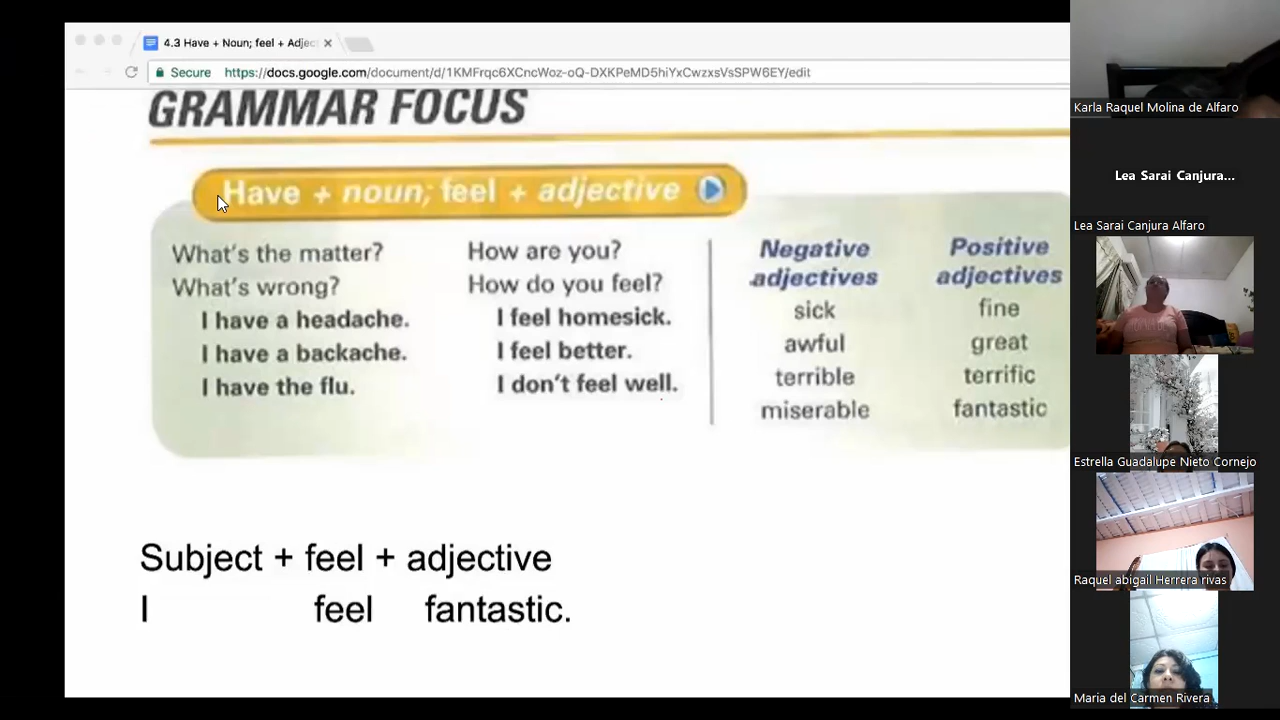 4.3 Have + Noun; feel + Adjec
Secure https://docs.google.com/document/d/1KMFrqc6XCncWoz-oQ-DXKPeMD5hiYxCwzxsVsSPW6EY/edit
GRAMMAR FOCUS
Have + noun; feel + adjective
What's the matter?
What's wrong?
I have a headache.
I have a backache.
I have the flu.
How are you?
How do you feel?
I feel homesick.
I feel better.
I don't feel well.
Negative
adjectives
sick
awful
terrible
miserable
Positive
adjectives
fine
great
terrific
fantastic
Subject + feel + adjective
I feel fantastic.
Karla Raquel Molina de Alfaro
Lea Sarai Canjura...
Lea Sarai Canjura Alfaro
Estrella Guadalupe Nieto Cornejo
Raquel abigail Herrera rivas
Maria del Carmen Rivera